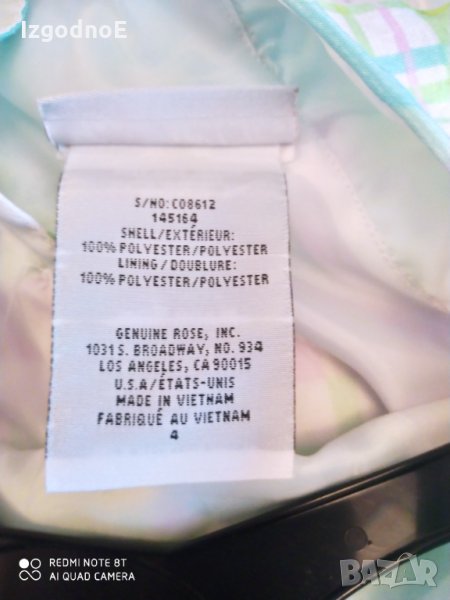 IzgodnoE
S/NO: C08612
145164
SHELL/EXTÉRIEUR:
100% POLYESTER/POLYESTER
LINING/DOUBLURE:
100% POLYESTER/POLYESTER
GENUINE ROSE, INC.
1031 S. BROADWAY, NO. 934
LOS ANGELES, CA 90015
U.S.A/ÉTATS-UNIS
MADE IN VIETNAM
FABRIQUÉ AU VIETNAM
4
REDMI NOTE 8T
AI QUAD CAMERA
bazar